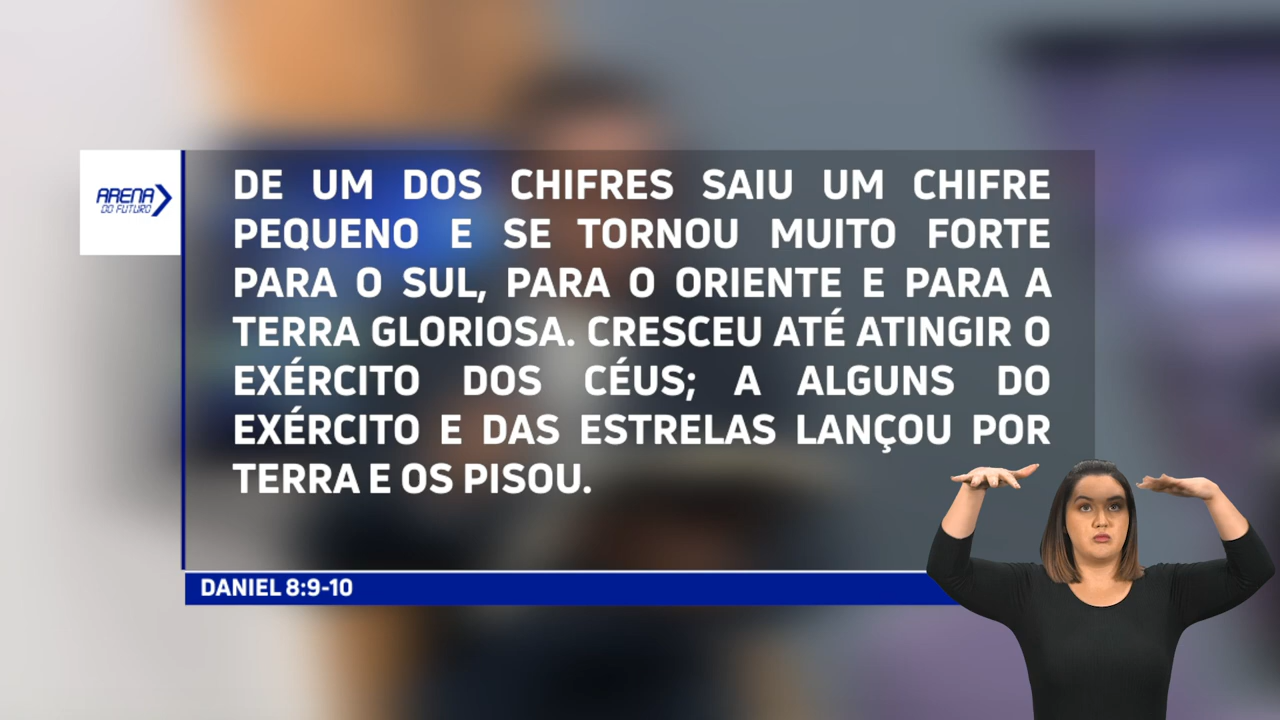 ARENA
DO FUTURO
DE UM DOS CHIFRES SAIU UM CHIFRE
PEQUENO E SE TORNOU MUITO FORTE
PARA O SUL, PARA O ORIENTE E PARA A
TERRA GLORIOSA. CRESCEU ATÉ ATINGIR O
EXÉRCITO DOS CÉUS; A ALGUNS DO
EXÉRCITO E DAS ESTRELAS LANÇOU POR
TERRA E OS PISOU.
DANIEL 8:9-10